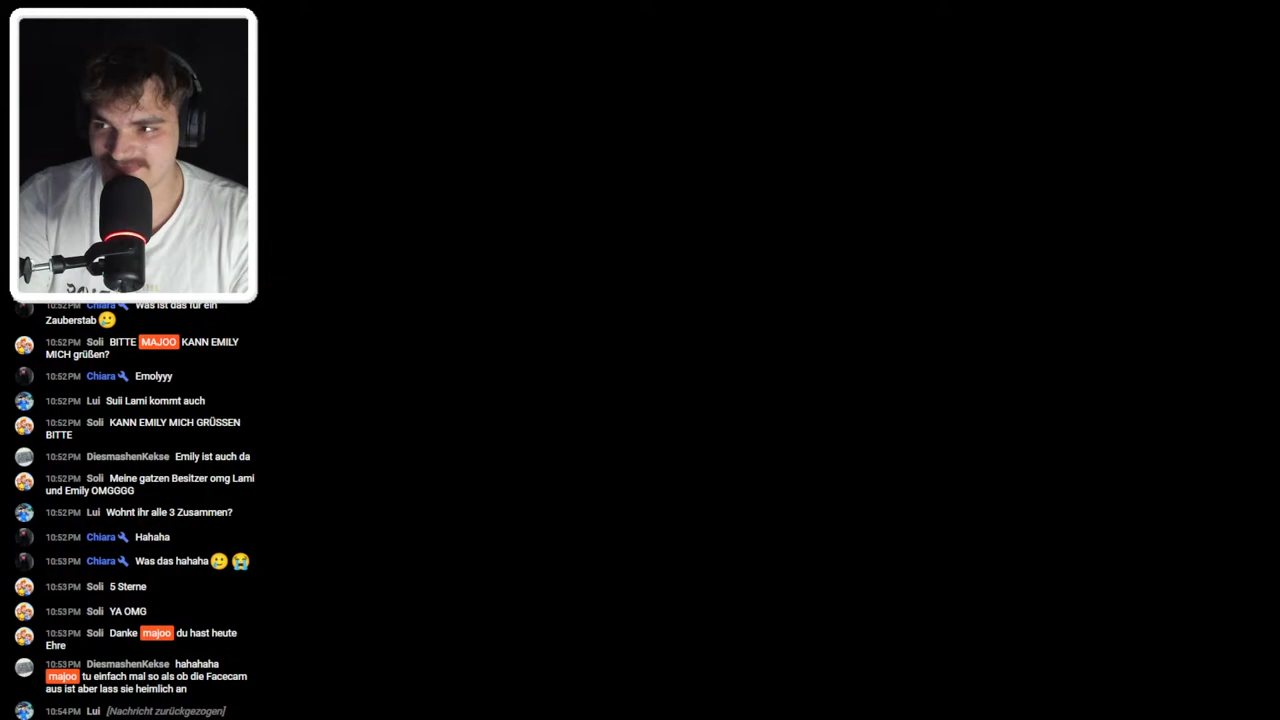 10:52PM Chiara Was ist das für ein
Zauberstab
10:52PM Soli BITTE MAJOO KANN EMILY
MICH grüßen?
10:52PM Chiara Emolyyy
10:52PM Lui Suii Lami kommt auch
10:52PM Soli KANN EMILY MICH GRÜSSEN
BITTE
10:52PM DiesmashenKekse Emily ist auch da
10:52PM Soli Meine gatzen Besitzer omg Lami
und Emily OMGGGG
10:52PM Lui Wohnt ihr alle 3 Zusammen?
10:52PM Chiara Hahaha
10:53PM Chiara Was das hahaha
10:53PM Soli 5 Sterne
10:53PM Soli YA OMG
10:53PM Soli Danke majoo du hast heute
Ehre
10:53PM DiesmashenKekse hahahaha
majoo tu einfach mal so als ob die Facecam
aus ist aber lass sie heimlich an
10:54PM Lui [Nachricht zurückgezogen]